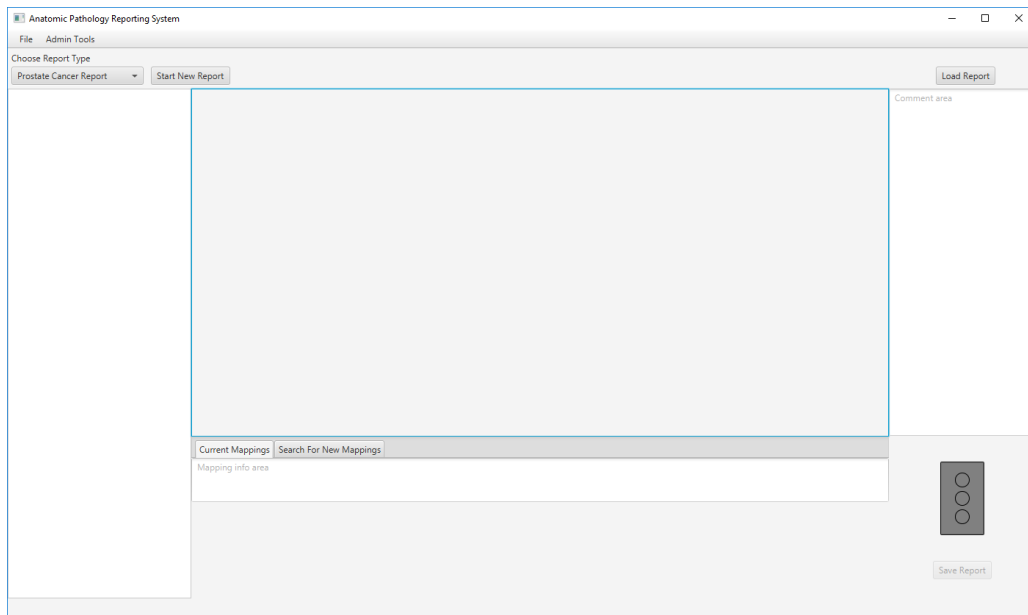 Anatomic Pathology Reporting System
File Admin Tools
Choose Report Type
Prostate Cancer Report Start New Report Load Report
Comment area
Current Mappings Search For New Mappings
Mapping info area
Save Report